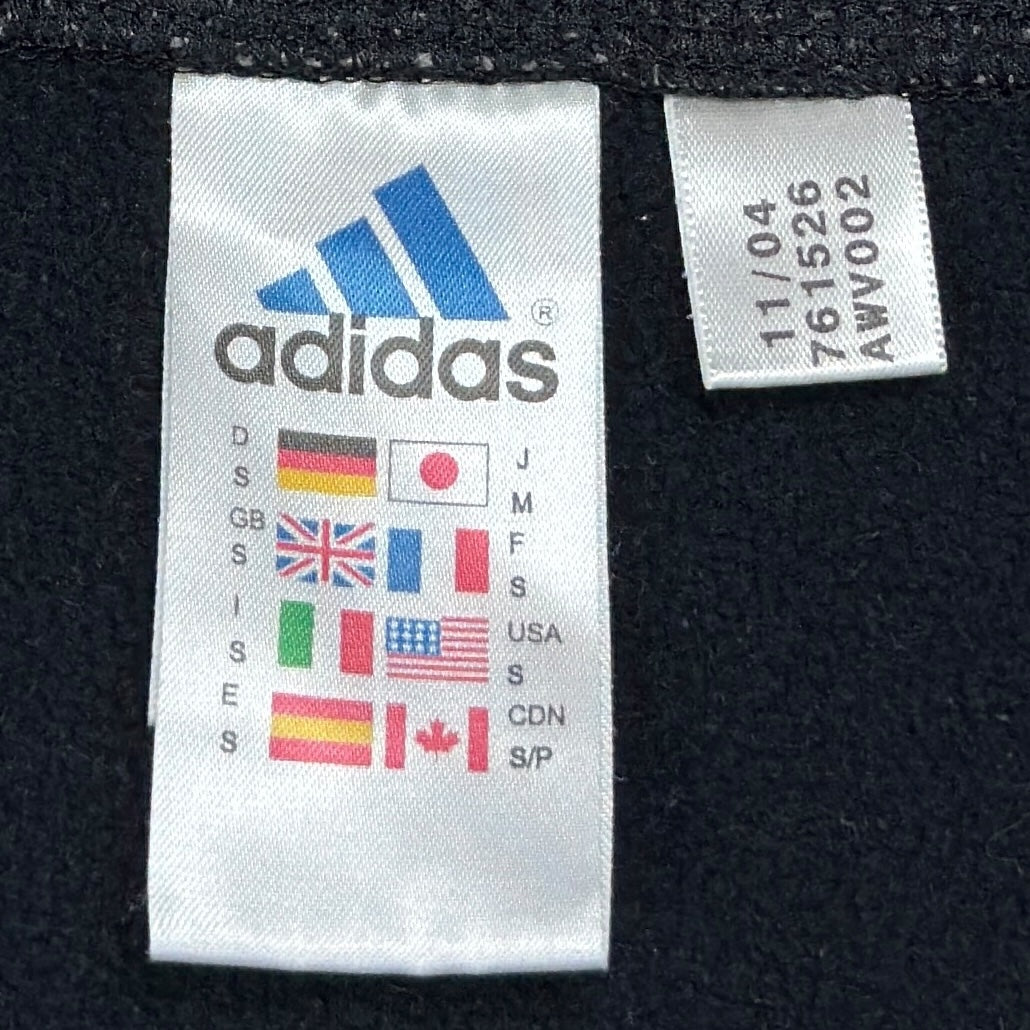 adidas®
D
S
J
M
GB
S
F
S
I
S
USA
S
E
S
CDN
S/P
11/04
761526
AWV002